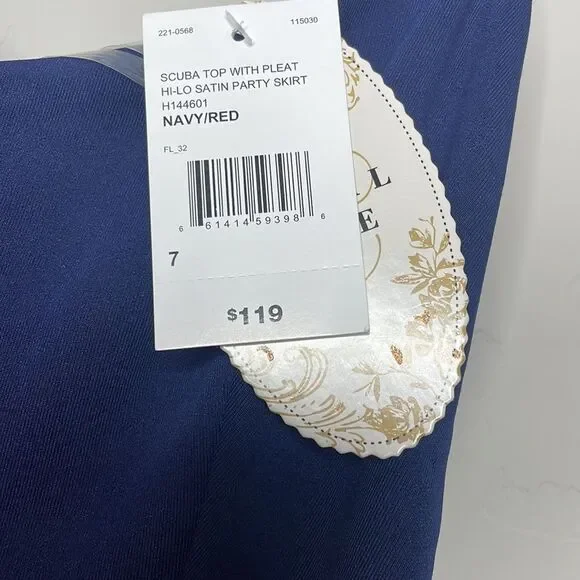 221-0568 115030
SCUBA TOP WITH PLEAT
HI-LO SATIN PARTY SKIRT
H144601
NAVY/RED
FL_32
6 61414 59398 6
7
$119